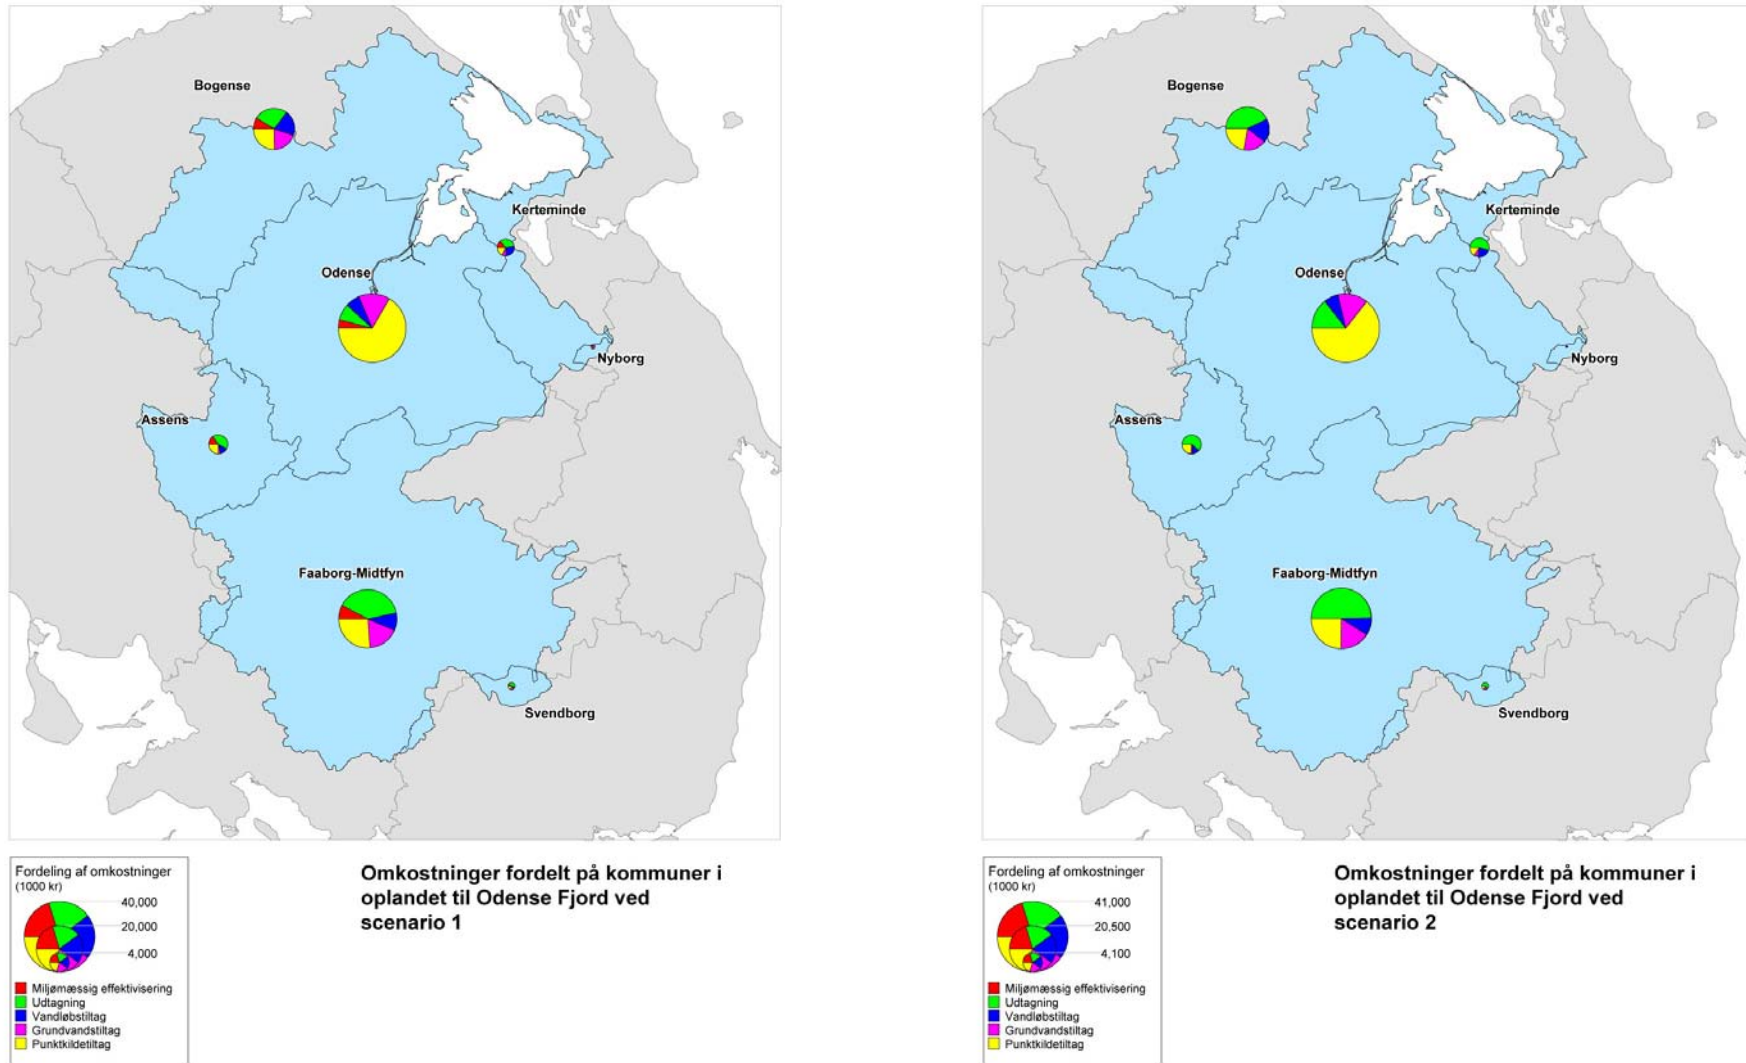 Bogense
Kerteminde
Odense
Nyborg
Assens
Faaborg-Midtfyn
Svendborg
Fordeling af omkostninger
(1000 kr)
40,000
20,000
4,000
Miljømæssig effektivisering
Udtagning
Vandløbstiltag
Grundvandstiltag
Punktkildetiltag
Omkostninger fordelt på kommuner i
oplandet til Odense Fjord ved
scenario 1
Bogense
Kerteminde
Odense
Nyborg
Assens
Faaborg-Midtfyn
Svendborg
Fordeling af omkostninger
(1000 kr)
41,000
20,500
4,100
Miljømæssig effektivisering
Udtagning
Vandløbstiltag
Grundvandstiltag
Punktkildetiltag
Omkostninger fordelt på kommuner i
oplandet til Odense Fjord ved
scenario 2